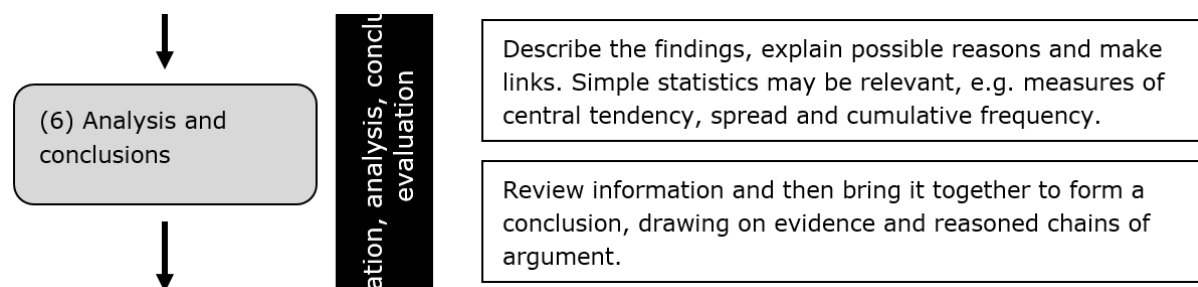 (6) Analysis and
conclusions
analysis,
evaluation
Describe the findings, explain possible reasons and make
links. Simple statistics may be relevant, e.g. measures of
central tendency, spread and cumulative frequency.
Review information and then bring it together to form a
conclusion, drawing on evidence and reasoned chains of
argument.